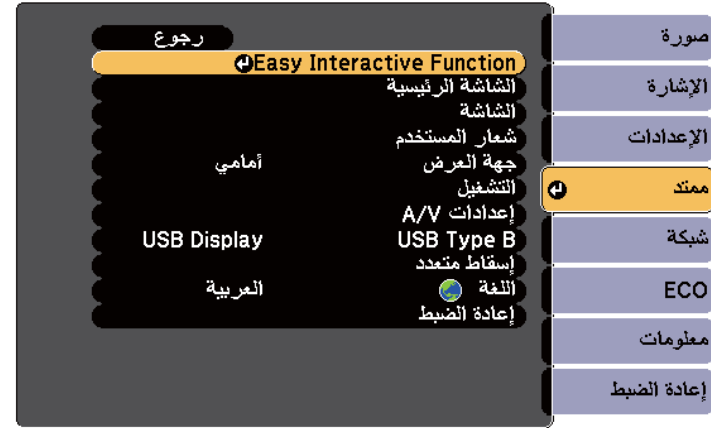 صورة
الإشارة
الإعدادات
ممتد
شبكة
ECO
معلومات
إعادة الضبط
رجوع
Easy Interactive Function
الشاشة الرئيسية
الشاشة
شعار المستخدم
جهة العرض أمامي
التشغيل
إعدادات A/V
USB Type B USB Display
إسقاط متعدد
اللغة العربية
إعادة الضبط